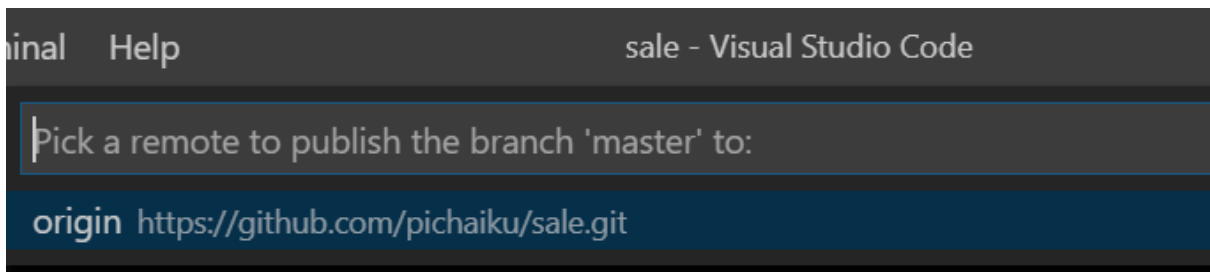 Help
sale - Visual Studio Code
Pick a remote to publish the branch 'master' to:
origin https://github.com/pichaiku/sale.git